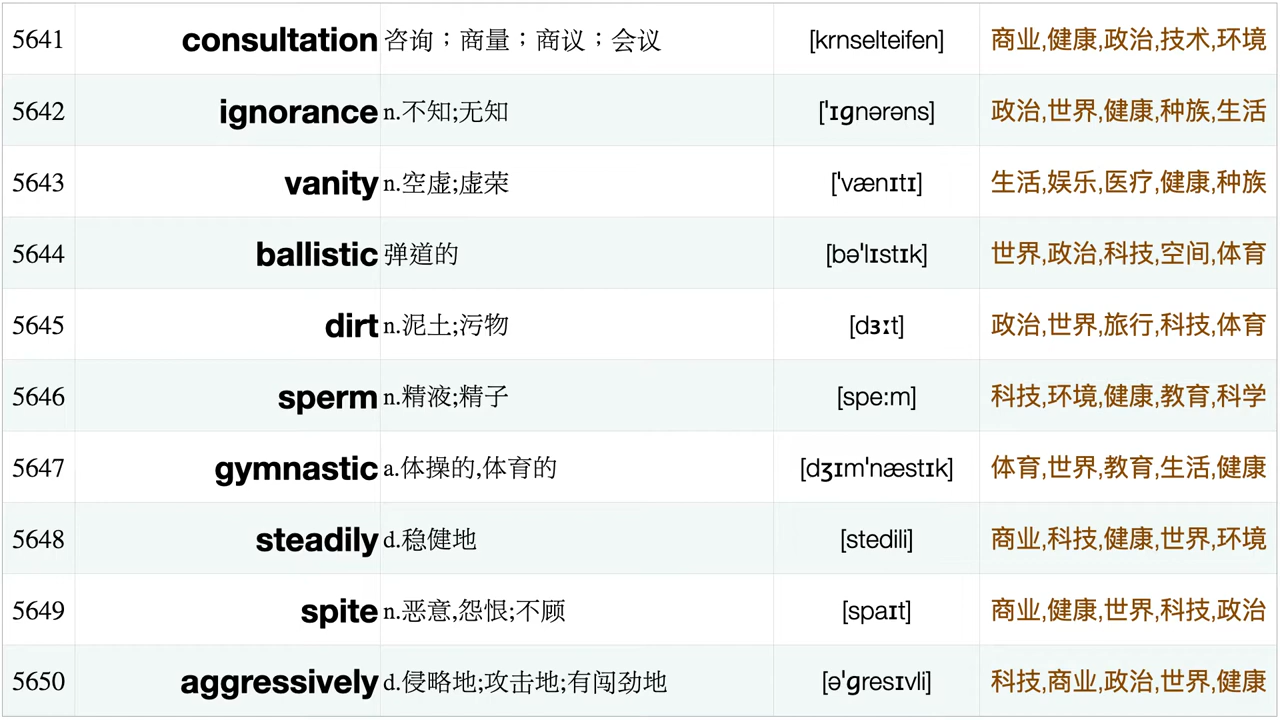 5641 consultation 咨询；商量；商议；会议 [krnselteifen] 商业,健康,政治,技术,环境
5642 ignorance n.不知;无知 [ˈɪgnərəns] 政治,世界,健康,种族,生活
5643 vanity n.空虚;虚荣 [ˈvænɪtɪ] 生活,娱乐,医疗,健康,种族
5644 ballistic 弹道的 [bəˈlɪstɪk] 世界,政治,科技,空间,体育
5645 dirt n.泥土;污物 [dɜːt] 政治,世界,旅行,科技,体育
5646 sperm n.精液;精子 [spe:m] 科技,环境,健康,教育,科学
5647 gymnastic a.体操的,体育的 [dʒɪmˈnæstɪk] 体育,世界,教育,生活,健康
5648 steadily d.稳健地 [stedili] 商业,科技,健康,世界,环境
5649 spite n.恶意,怨恨;不顾 [spaɪt] 商业,健康,世界,科技,政治
5650 aggressively d.侵略地;攻击地;有闯劲地 [əˈgresɪvli] 科技,商业,政治,世界,健康